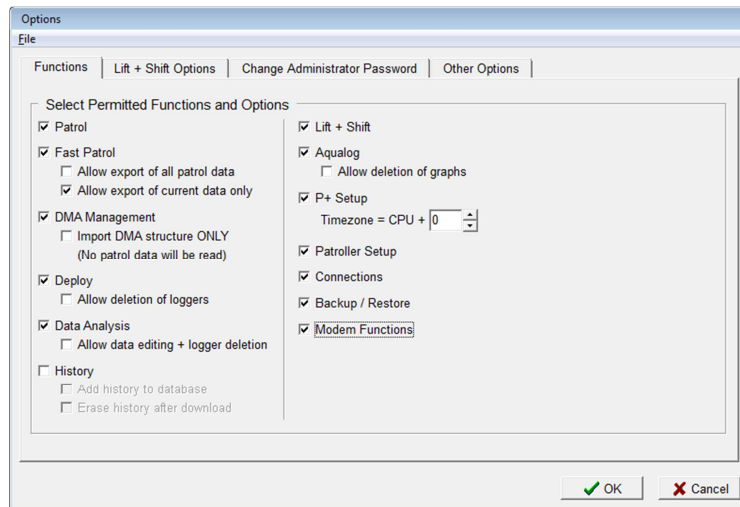 Options
File
Functions
Lift + Shift Options
Change Administrator Password
Other Options
Select Permitted Functions and Options
Patrol
Fast Patrol
Allow export of all patrol data
Allow export of current data only
DMA Management
Import DMA structure ONLY
(No patrol data will be read)
Deploy
Allow deletion of loggers
Data Analysis
Allow data editing + logger deletion
History
Add history to database
Erase history after download
Lift + Shift
Aqualog
Allow deletion of graphs
P+ Setup
Timezone = CPU + 0
Patroller Setup
Connections
Backup / Restore
Modem Functions
OK
Cancel